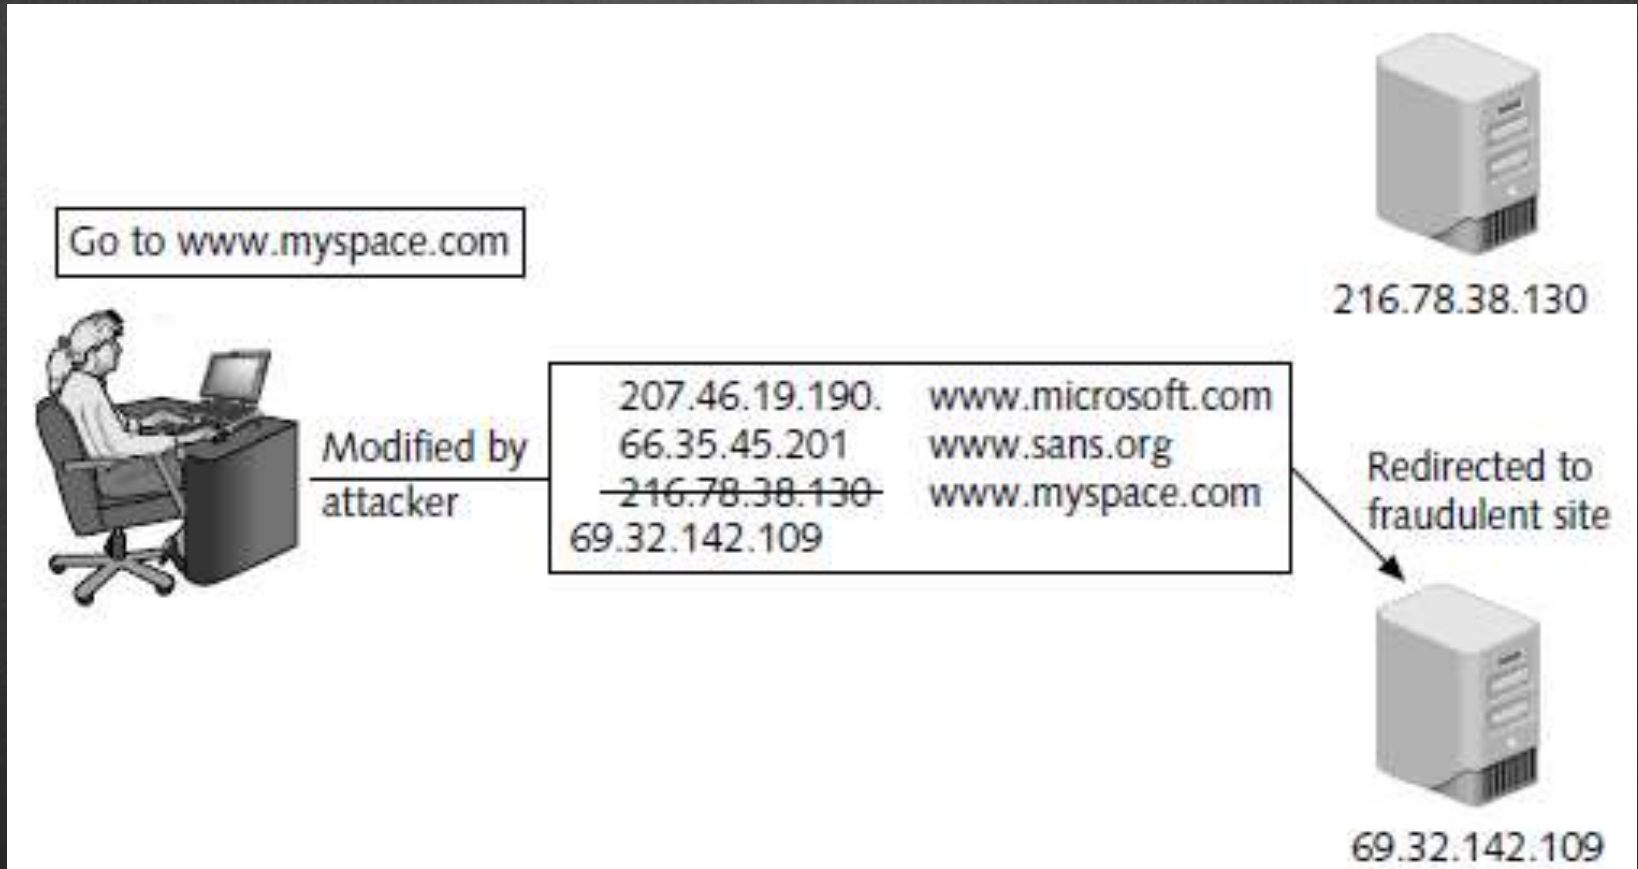 Go to www.myspace.com
216.78.38.130
Modified by
attacker
207.46.19.190. www.microsoft.com
66.35.45.201 www.sans.org
216.78.38.130 www.myspace.com
69.32.142.109
Redirected to
fraudulent site
69.32.142.109